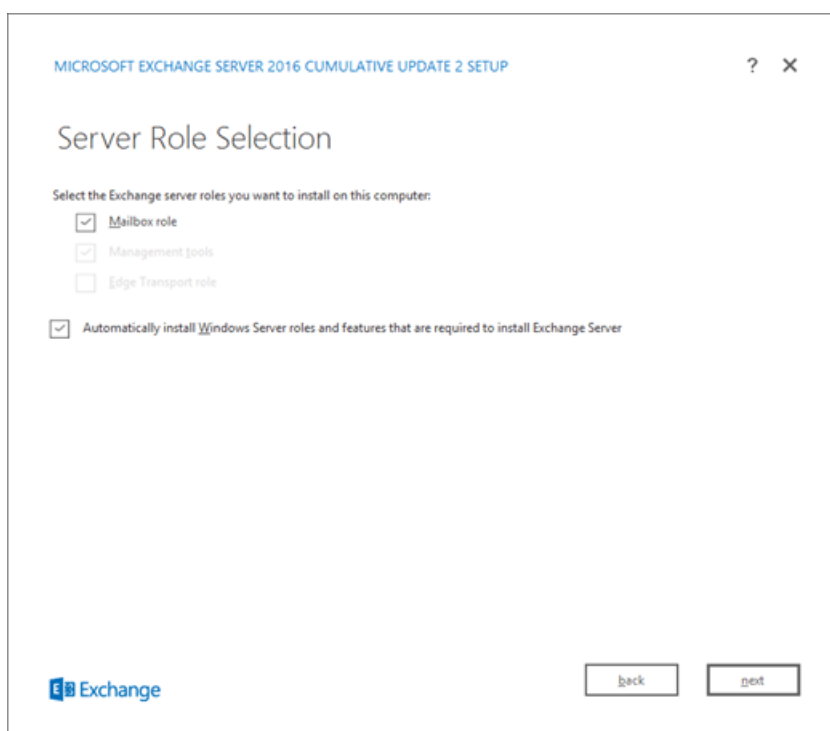 MICROSOFT EXCHANGE SERVER 2016 CUMULATIVE UPDATE 2 SETUP ?
Server Role Selection
Select the Exchange server roles you want to install on this computer:
Mailbox role
Management tools
Edge Transport role
Automatically install Windows Server roles and features that are required to install Exchange Server
Exchange
back next